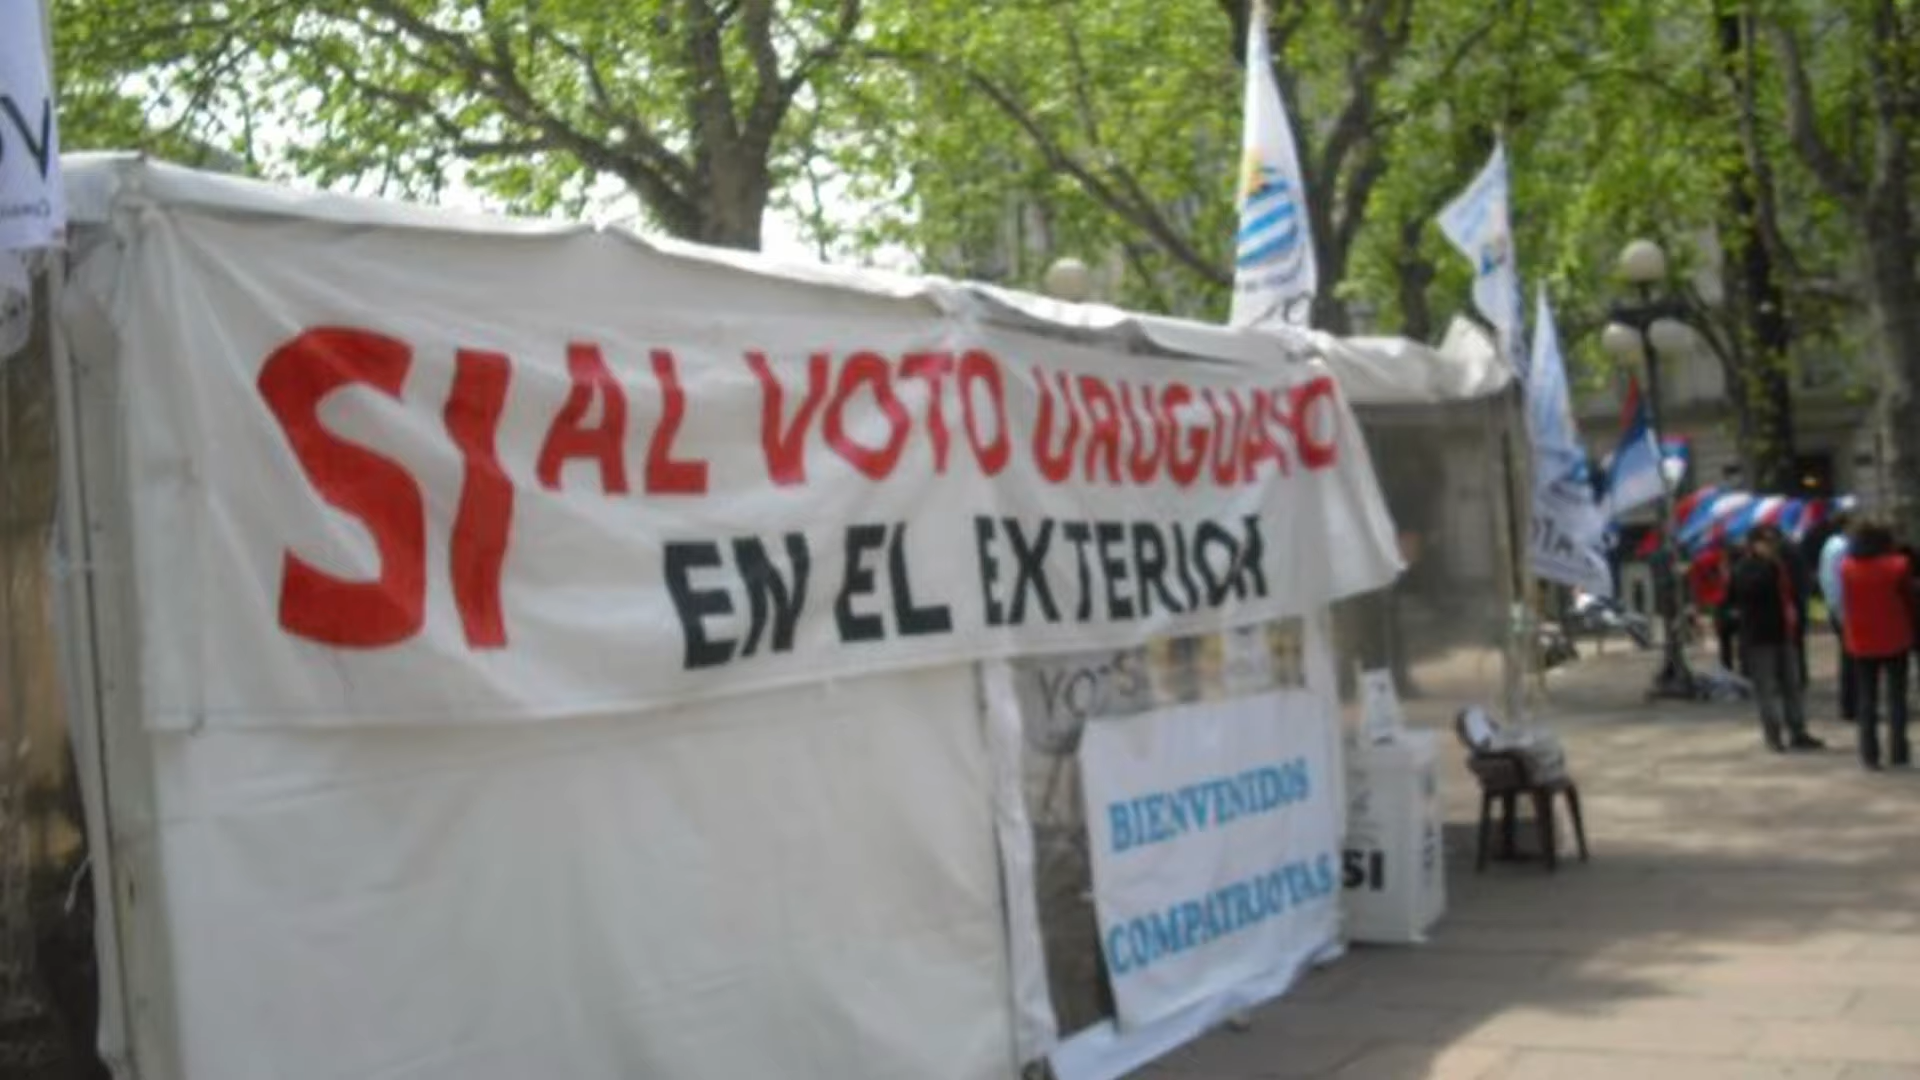 SI AL VOTO URUGUAYO
EN EL EXTERIOR
BIENVENIDOS
COMPATRIOTAS
SI